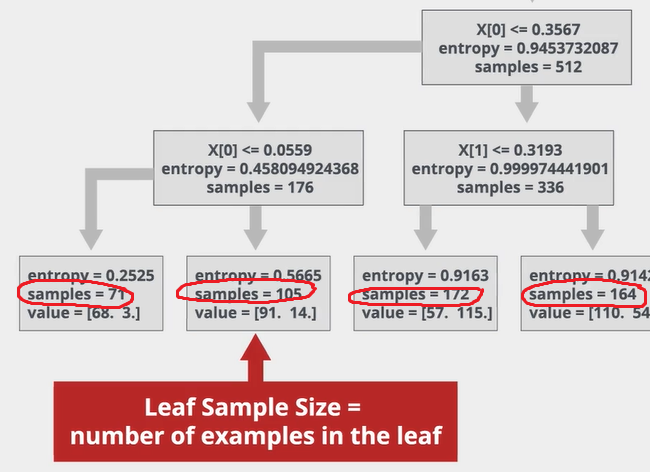 X[0] <= 0.3567
entropy = 0.9453732087
samples = 512
X[0] <= 0.0559
entropy = 0.458094924368
samples = 176
X[1] <= 0.3193
entropy = 0.999974441901
samples = 336
entropy = 0.2525
samples = 71
value = [68. 3.]
entropy = 0.5665
samples = 105
value = [91. 14.]
entropy = 0.9163
samples = 172
value = [57. 115.]
entropy = 0.9142
samples = 164
value = [110. 54
Leaf Sample Size =
number of examples in the leaf